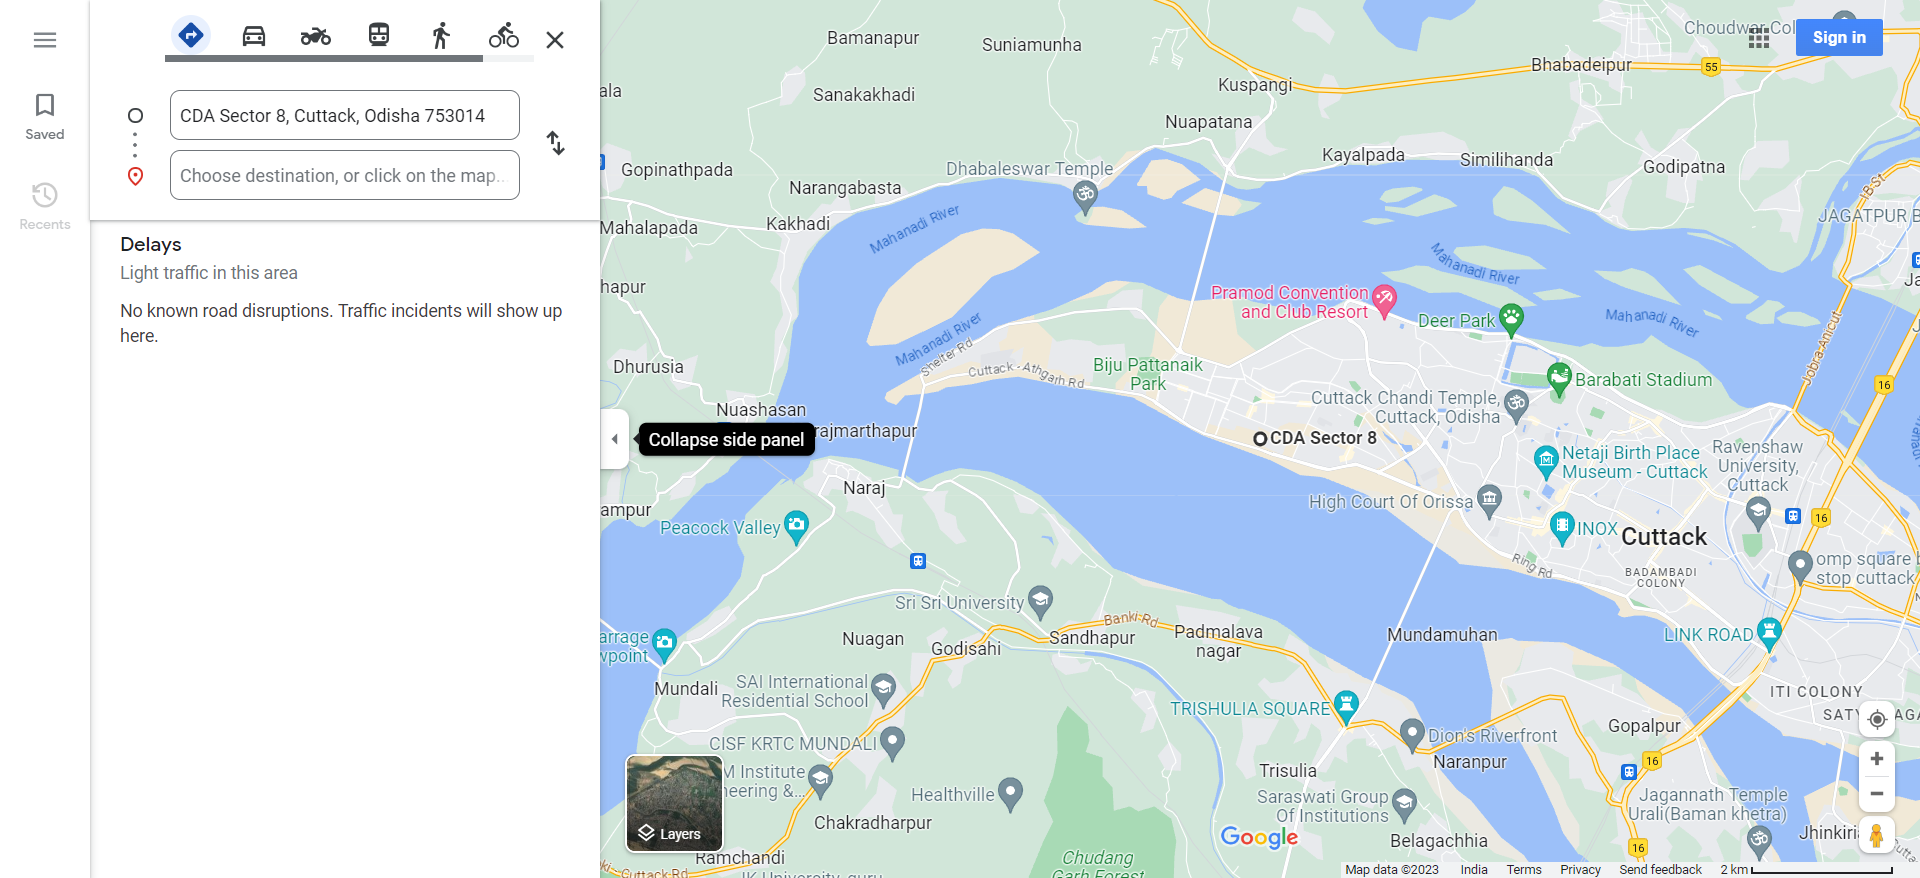 Saved
Recents
CDA Sector 8, Cuttack, Odisha 753014
Choose destination, or click on the map...
Delays
Light traffic in this area
No known road disruptions. Traffic incidents will show up
here.
Collapse side panel
Layers
Sign in
Choudwar Col
Bamanapur
Suniamunha
Bhabadeipur
55
Kuspangi
ala
Sanakakhadi
Nuapatana
Kayalpada
Similihanda
Godipatna
IB St
Gopinathpada
Dhabaleswar Temple
Narangabasta
Kakhadi
Mahalapada
Mahanadi River
JAGATPUR B
Mahanadi River
hapur
Ja
Pramod Convention
and Club Resort
Deer Park
Mahanadi River
Mahanadi River
Shelter Rd
Jobra Anicut
Dhurusia
Cuttack - Athgarh Rd
Biju Pattanaik
Park
Barabati Stadium
16
Nuashasan
rajmarthapur
Cuttack Chandi Temple,
Cuttack, Odisha
CDA Sector 8
Netaji Birth Place
Museum - Cuttack
Ravenshaw
University,
Cuttack
Naraj
High Court Of Orissa
ampur
Peacock Valley
INOX
Cuttack
16
Ring Rd
BADAMBADI
COLONY
omp square b
stop cuttack
Sri Sri University
Banki Rd
Nuagan
Godisahi
Sandhapur
Padmalava
nagar
Mundamuhan
LINK ROAD
arrage
wpoint
Mundali
SAI International
Residential School
TRISHULIA SQUARE
ITI COLONY
Gopalpur
Dion's Riverfront
CISF KRTC MUNDALI
Naranpur
16
M Institute
neering &...
Trisulia
Healthville
Saraswati Group
Of Institutions
Jagannath Temple
Urali(Baman khetra)
Chakradharpur
Belagachhia
Jhinkiri
16
Google
Ramchandi
Chudang
Garh Forest
Cuttack Rd
Map data ©2023
India
Terms
Privacy
Send feedback
2 km